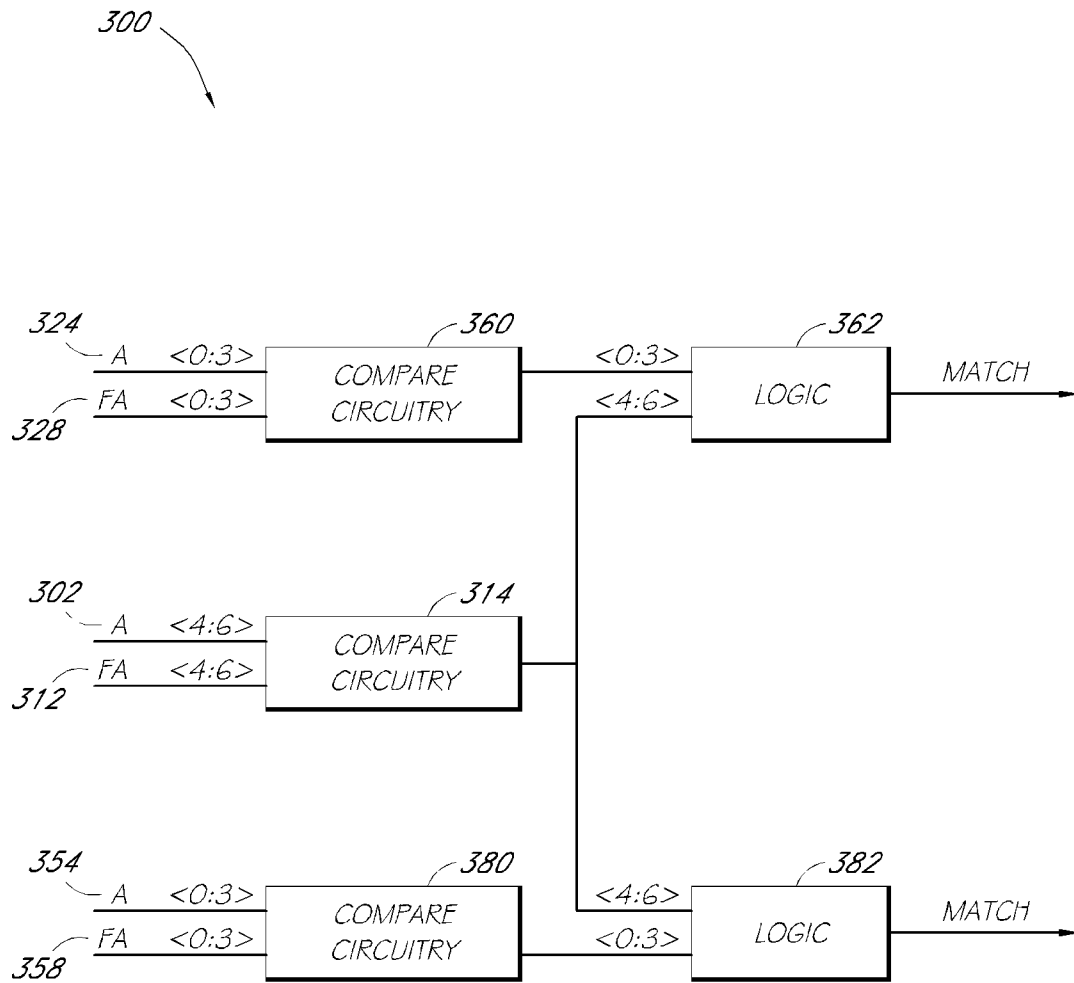 300
324 360 362
A <0:3> <0:3>
COMPARE MATCH
FA <0:3> CIRCUITRY <4:6> LOGIC
328
302 314
A <4:6>
COMPARE
FA <4:6> CIRCUITRY
312
354 380 382
A <0:3> <4:6>
COMPARE MATCH
FA <0:3> CIRCUITRY <0:3> LOGIC
358